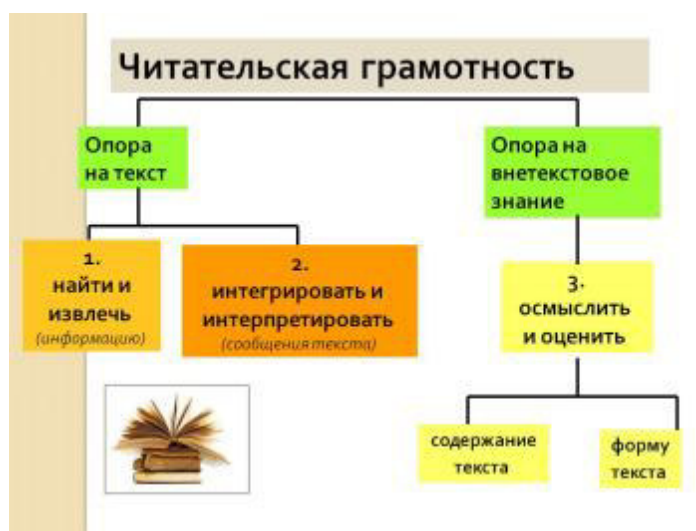 Читательская грамотность
Опора
на текст
Опора на
внетекстовое
знание
1.
найти и
извлечь
(информацию)
2.
интегрировать и
интерпретировать
(сообщения текста)
3.
осмыслить
и оценить
содержание
текста
форму
текста